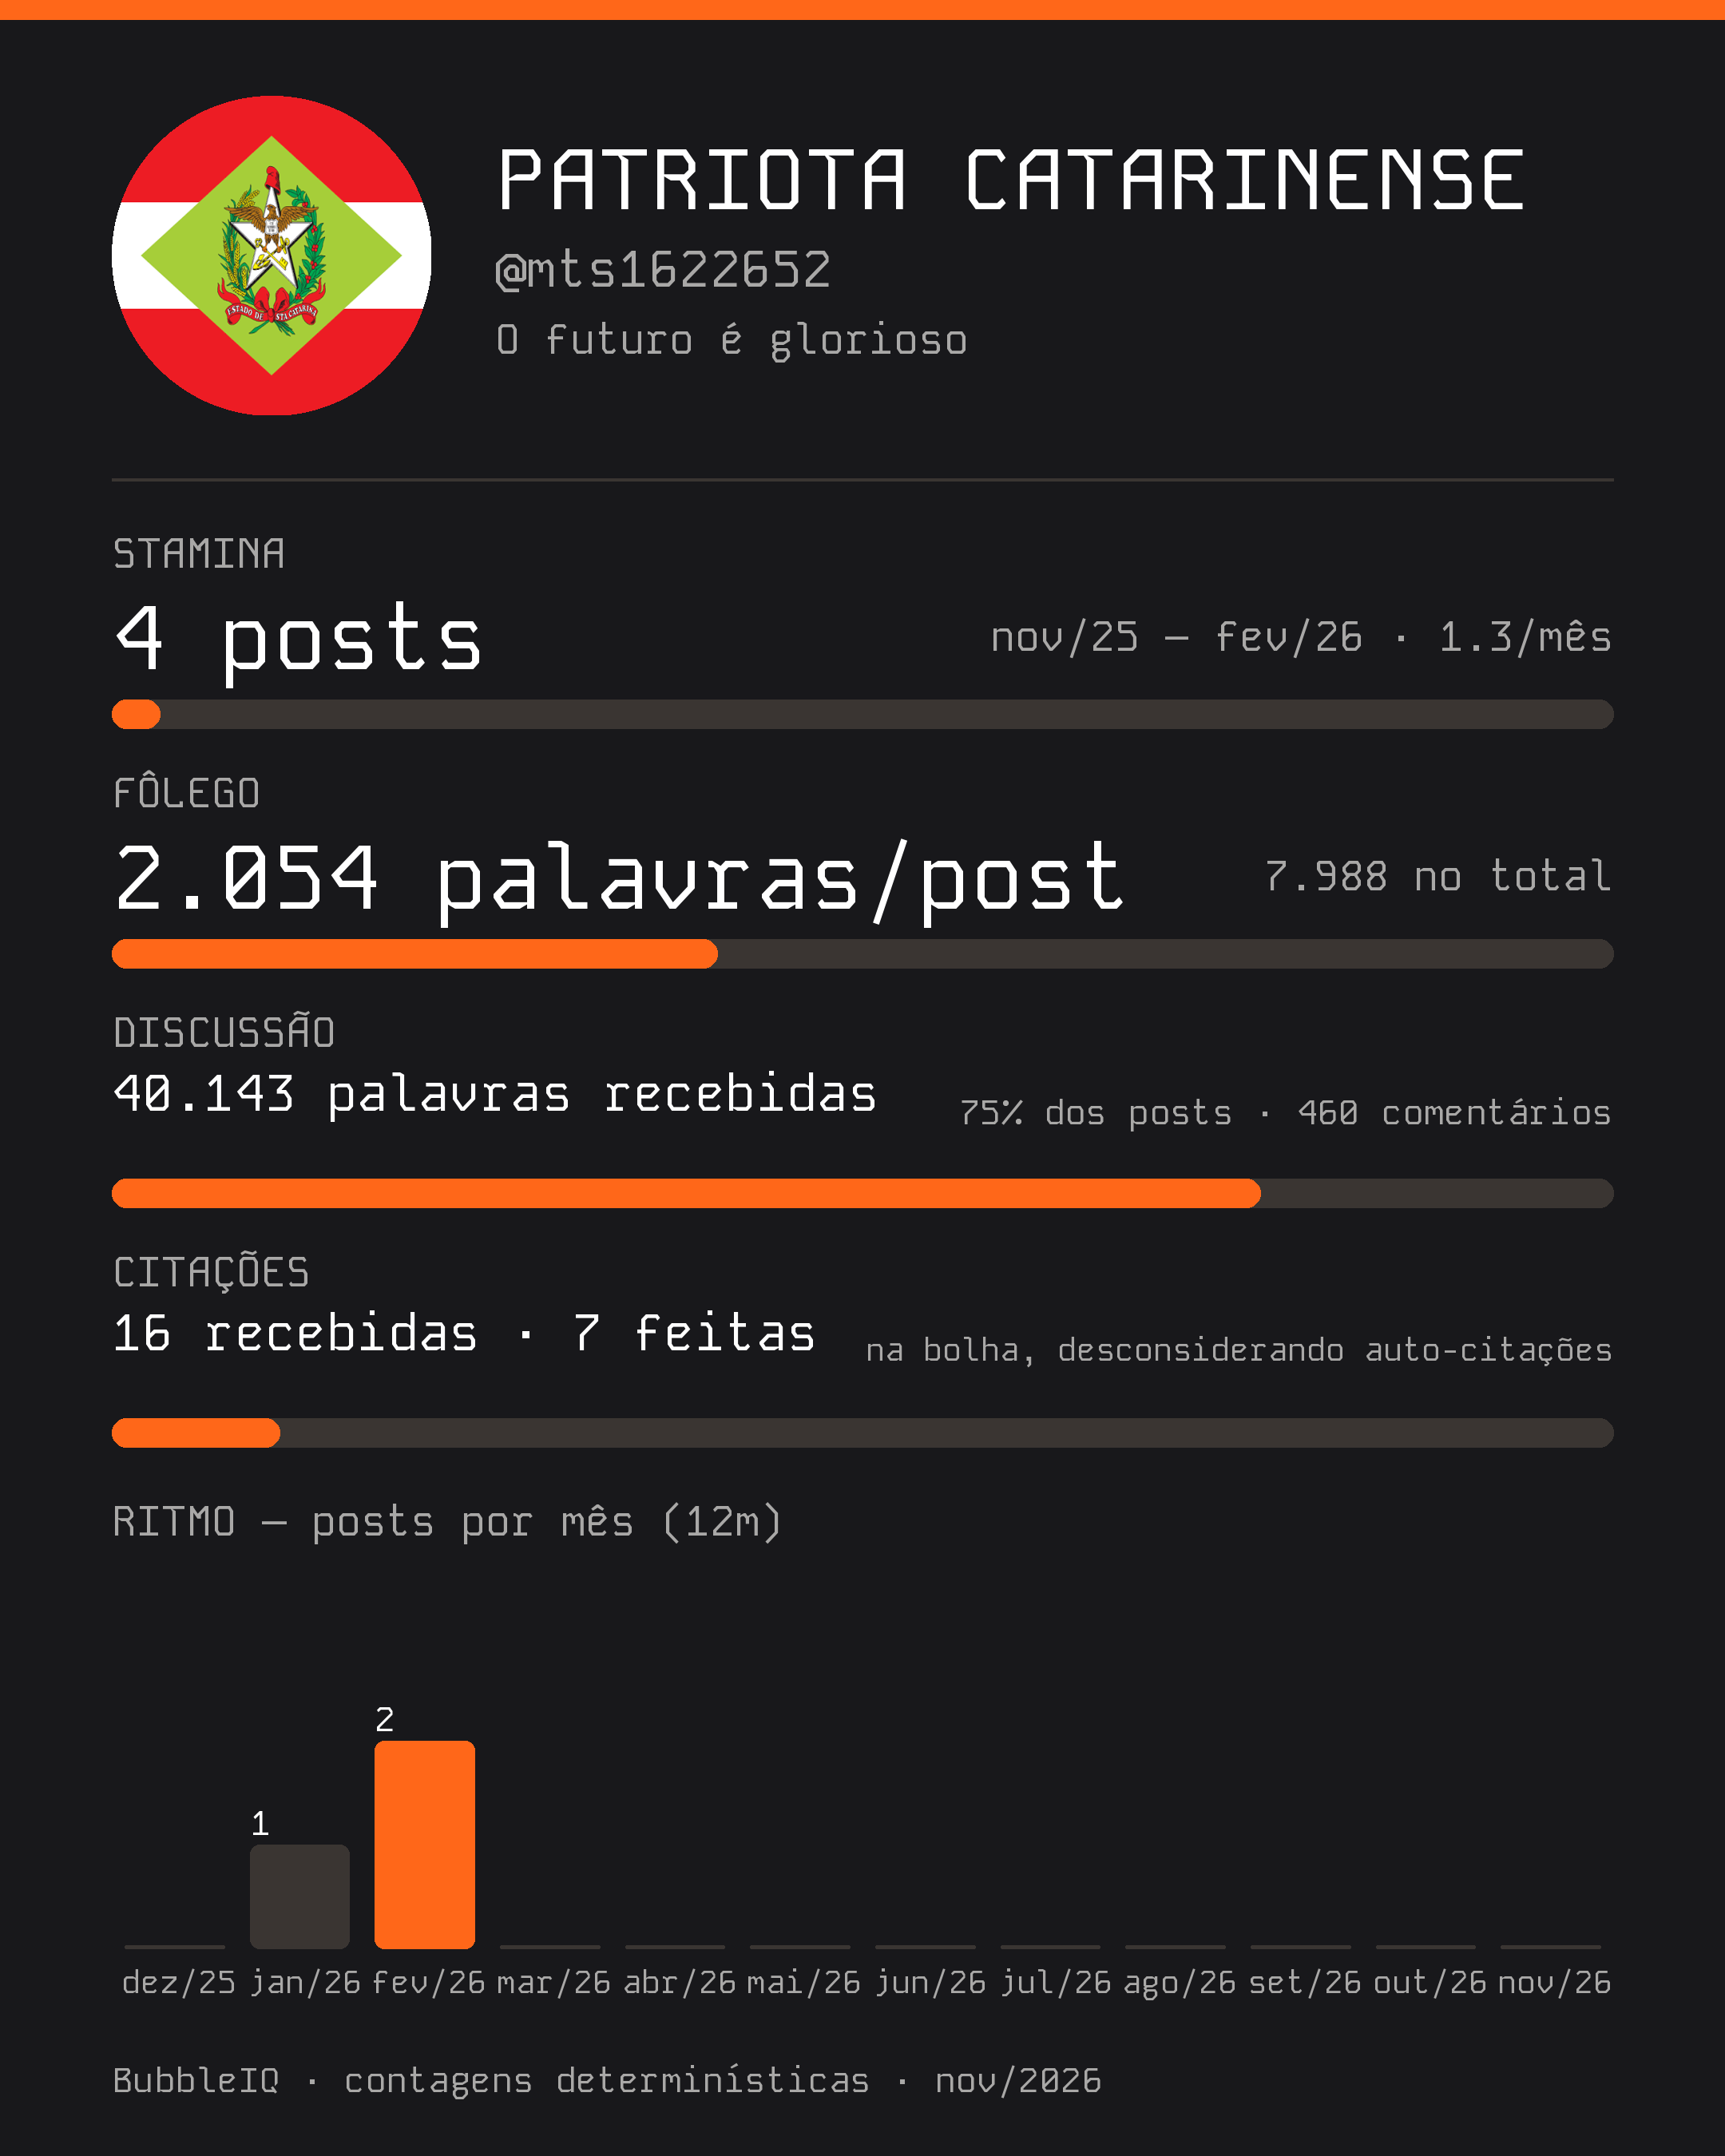 PATRIOTA CATARINENSE
@mts1622652
O futuro é glorioso
ESTADO DE STA CATARINA
STAMINA
4 posts
nov/25 — fev/26 · 1.3/mês
FÔLEGO
2.054 palavras/post
7.988 no total
DISCUSSÃO
40.143 palavras recebidas
75% dos posts · 460 comentários
CITAÇÕES
16 recebidas · 7 feitas
na bolha, desconsiderando auto-citações
RITMO — posts por mês (12m)
2
1
dez/25 jan/26 fev/26 mar/26 abr/26 mai/26 jun/26 jul/26 ago/26 set/26 out/26 nov/26
BubbleIQ · contagens determinísticas · nov/2026